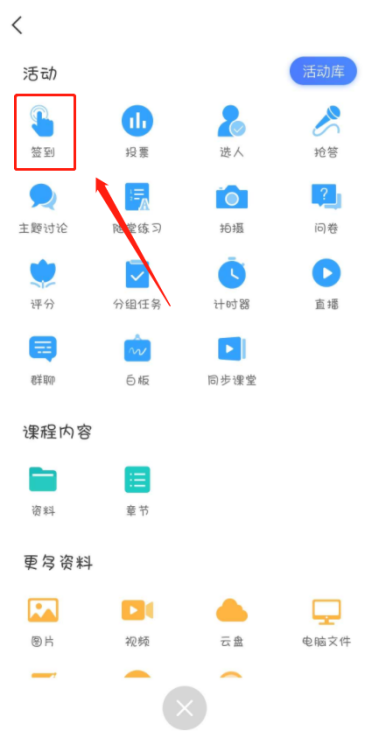 活动
活动库
签到 投票 选人 抢答
主题讨论 随堂练习 拍摄 问卷
评分 分组任务 计时器 直播
群聊 白板 同步课堂
课程内容
资料 章节
更多资料
图片 视频 云盘 电脑文件